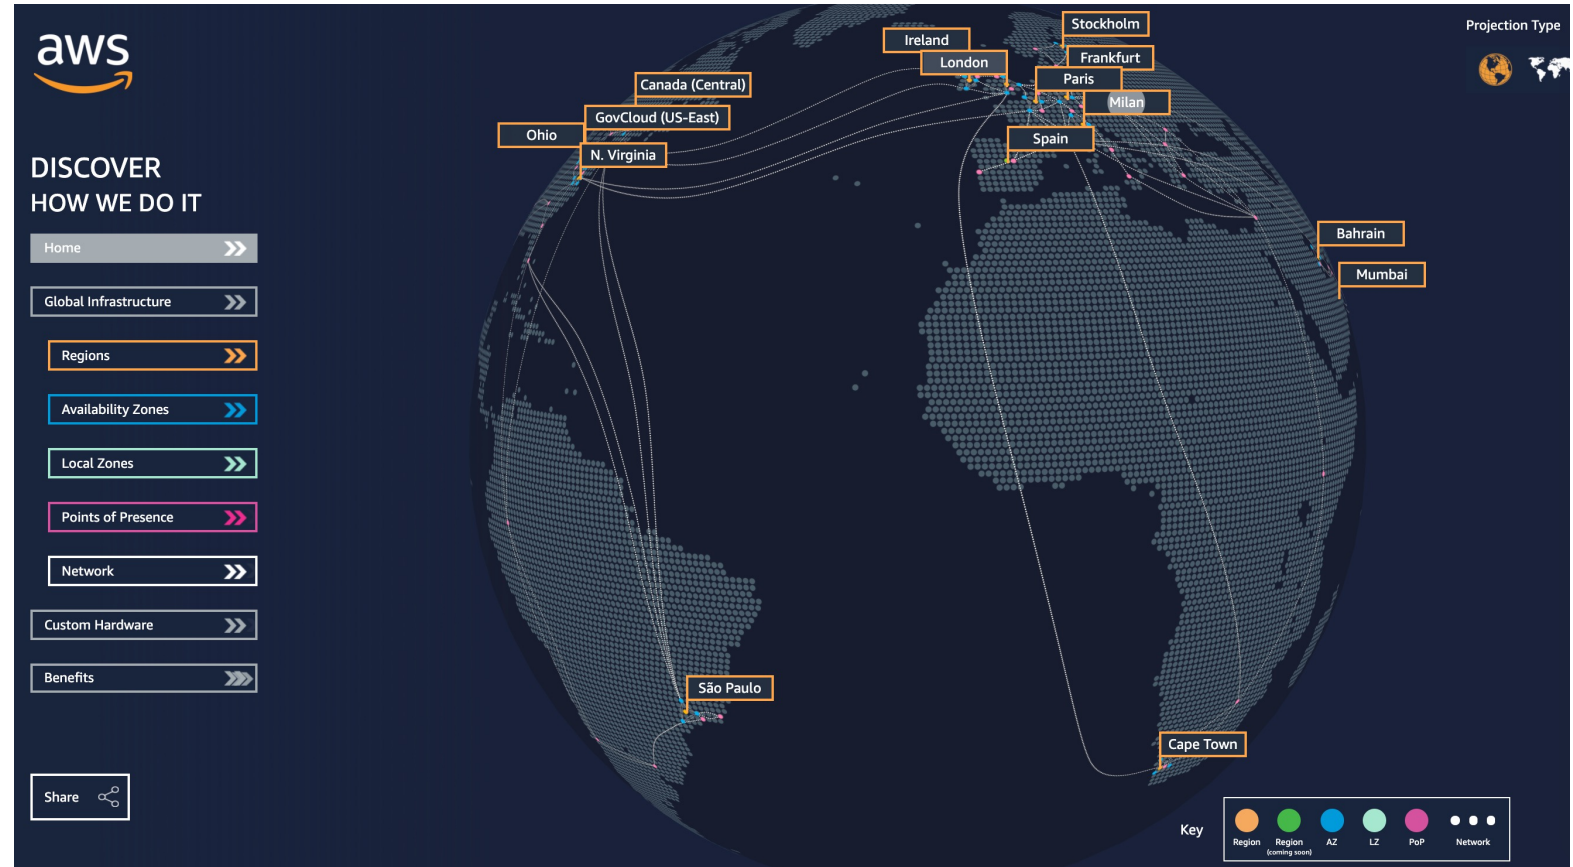 aws
DISCOVER
HOW WE DO IT
Home
Global Infrastructure
Regions
Availability Zones
Local Zones
Points of Presence
Network
Custom Hardware
Benefits
Share
Projection Type
Stockholm
Ireland
London
Frankfurt
Paris
Milan
Spain
Canada (Central)
GovCloud (US-East)
Ohio
N. Virginia
Bahrain
Mumbai
São Paulo
Cape Town
Key
Region
Region
(coming soon)
AZ
LZ
PoP
Network